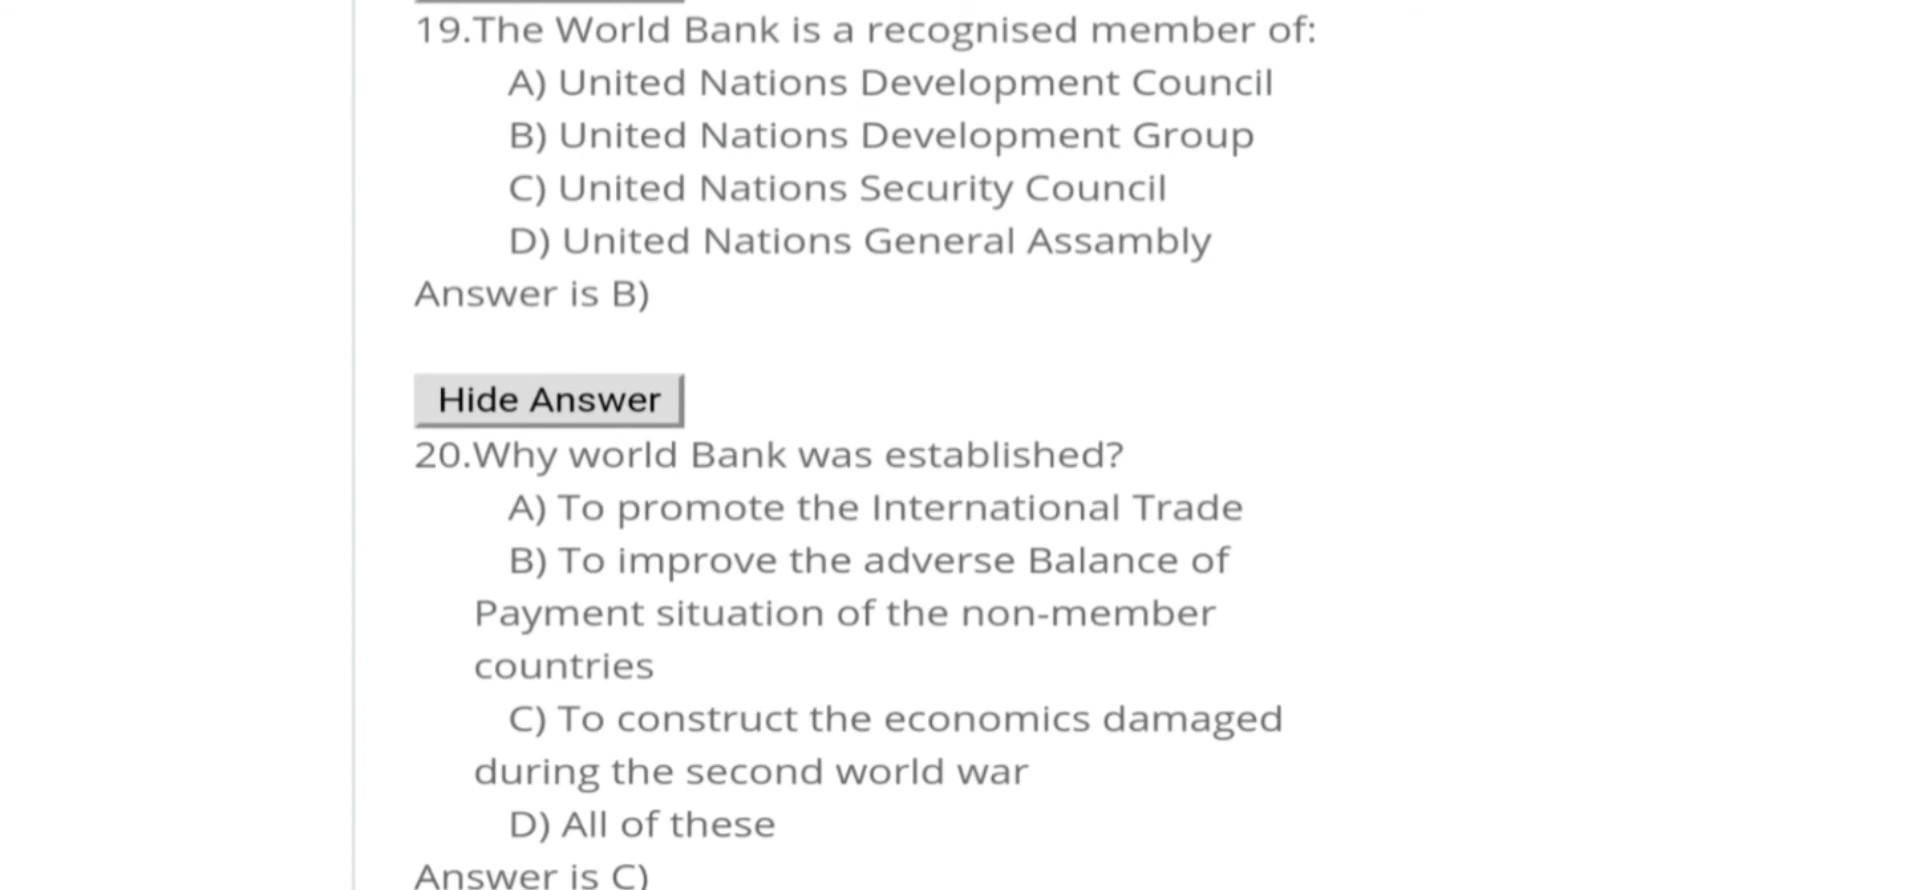 19.The World Bank is a recognised member of:
A) United Nations Development Council
B) United Nations Development Group
C) United Nations Security Council
D) United Nations General Assambly
Answer is B)
Hide Answer
20.Why world Bank was established?
A) To promote the International Trade
B) To improve the adverse Balance of
Payment situation of the non-member
countries
C) To construct the economics damaged
during the second world war
D) All of these
Answer is C)